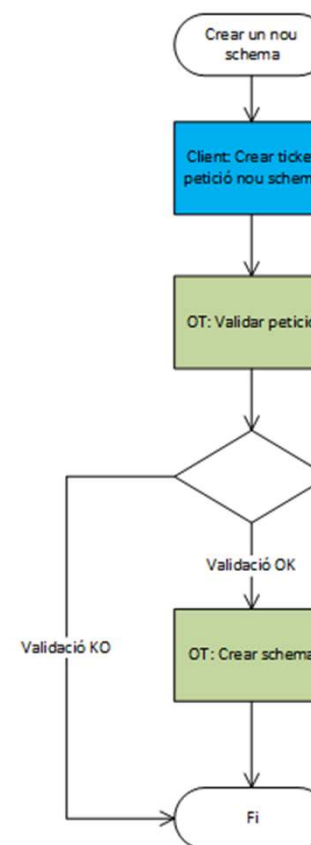 Crear un nou
schema
Client: Crear ticke
petició nou schem
OT: Validar petició
Validació OK
Validació KO
OT: Crear schema
Fi